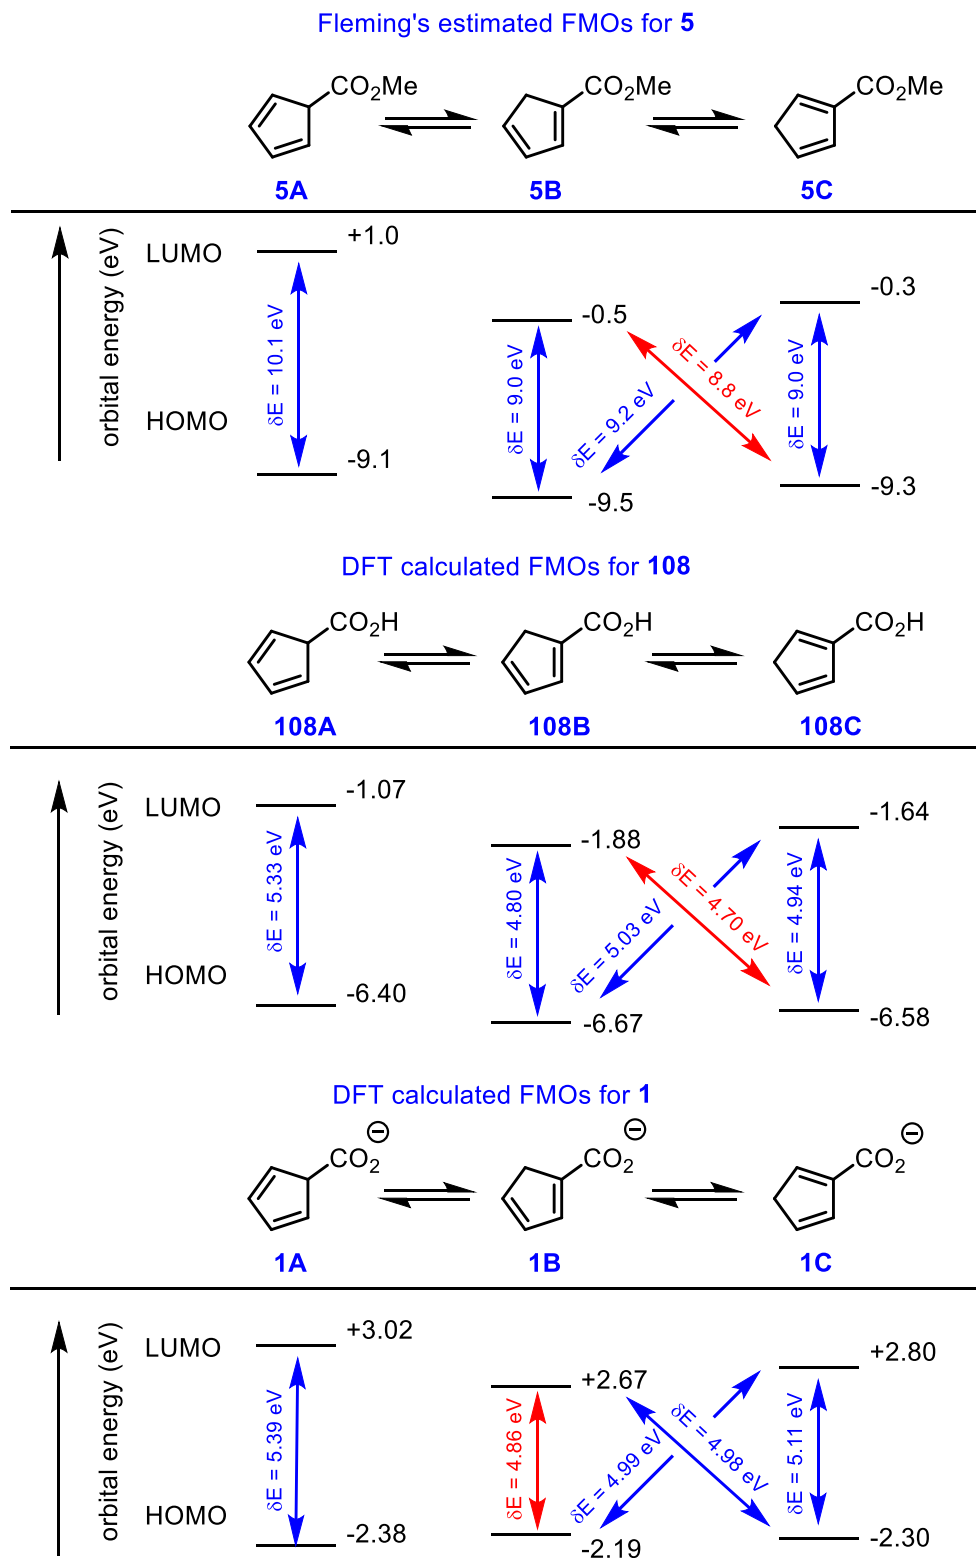 Fleming's estimated FMOs for 5
CO2Me
CO2Me
CO2Me
5A
5B
5C
orbital energy (eV)
LUMO
HOMO
+1.0
δE = 10.1 eV
-9.1
-0.5
δE = 9.0 eV
-9.5
δE = 9.2 eV
δE = 8.8 eV
-0.3
δE = 9.0 eV
-9.3
DFT calculated FMOs for 108
CO2H
CO2H
CO2H
108A
108B
108C
orbital energy (eV)
LUMO
HOMO
-1.07
δE = 5.33 eV
-6.40
-1.88
δE = 4.80 eV
-6.67
δE = 5.03 eV
δE = 4.70 eV
-1.64
δE = 4.94 eV
-6.58
DFT calculated FMOs for 1
CO2 ⊖
CO2 ⊖
CO2 ⊖
1A
1B
1C
orbital energy (eV)
LUMO
HOMO
+3.02
δE = 5.39 eV
-2.38
+2.67
δE = 4.86 eV
-2.19
δE = 4.99 eV
δE = 4.98 eV
+2.80
δE = 5.11 eV
-2.30